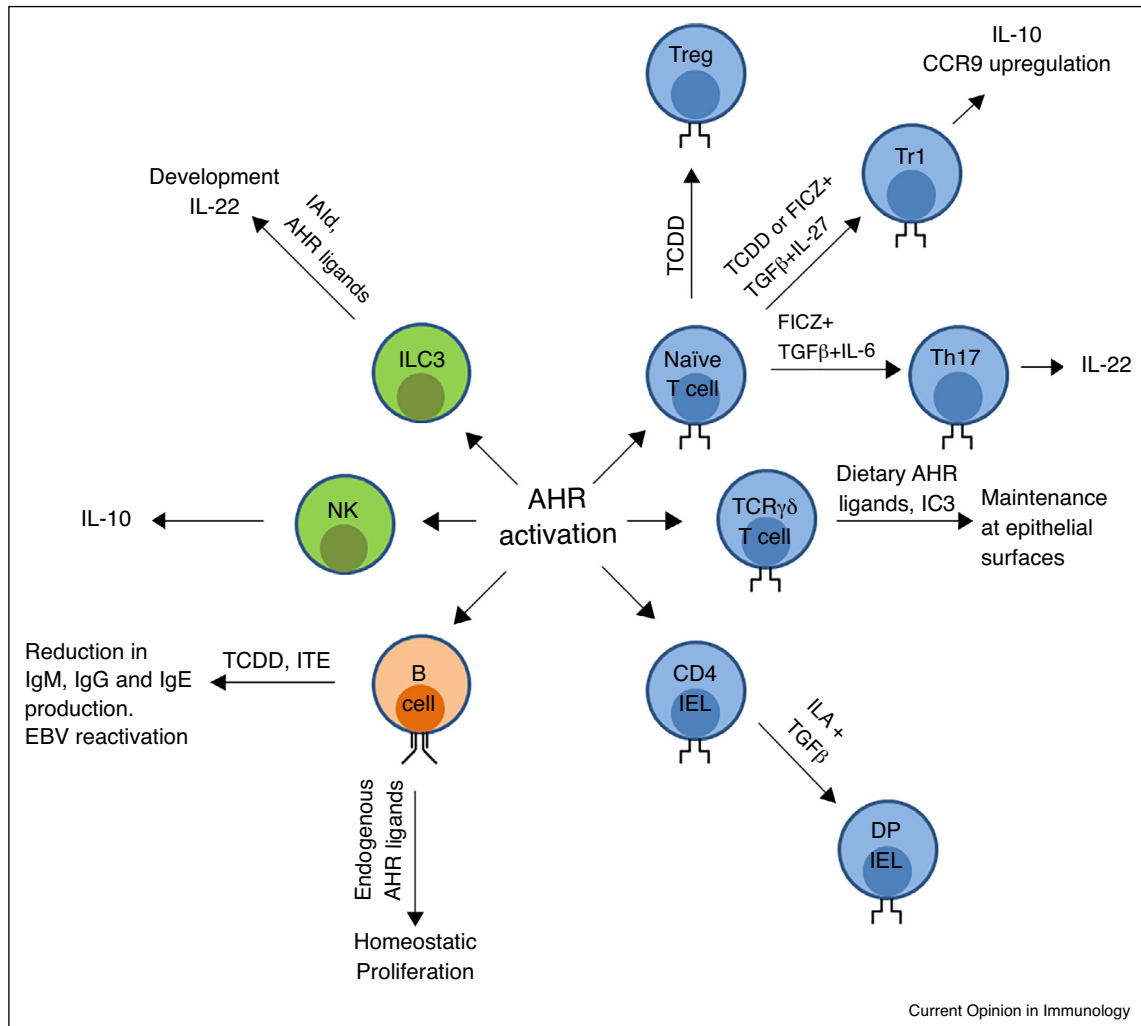 IL-10
CCR9 upregulation
Treg
Tr1
Development
IL-22
IAld,
AHR ligands
TCDD
TCDD or FICZ+
TGFβ+IL-27
FICZ+
TGFβ+IL-6
ILC3
Naïve
T cell
Th17
IL-22
IL-10
NK
AHR
activation
TCRγδ
T cell
Dietary AHR
ligands, IC3
Maintenance
at epithelial
surfaces
Reduction in
IgM, IgG and IgE
production.
EBV reactivation
TCDD, ITE
B
cell
CD4
IEL
ILA +
TGFβ
Endogenous
AHR ligands
DP
IEL
Homeostatic
Proliferation
Current Opinion in Immunology